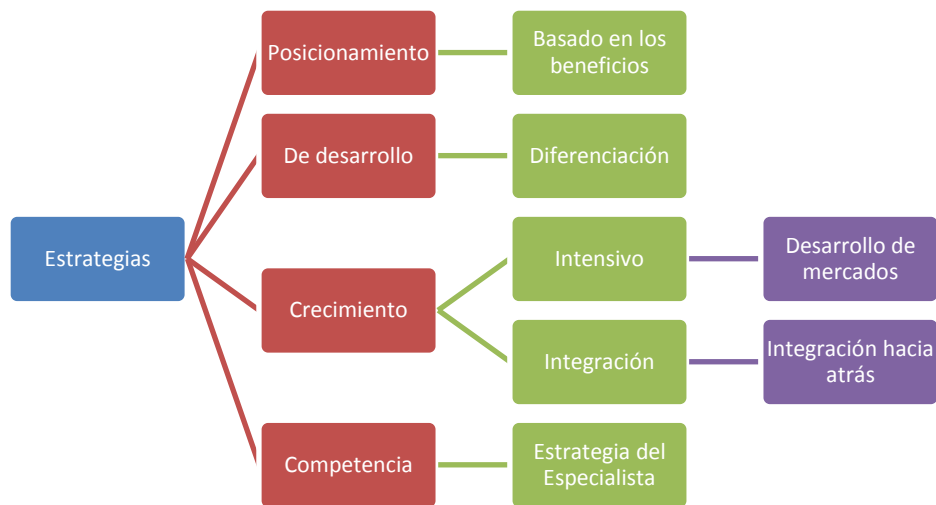 Estrategias
Posicionamiento
Basado en los
beneficios
De desarrollo
Diferenciación
Crecimiento
Intensivo
Desarrollo de
mercados
Integración
Integración hacia
atrás
Competencia
Estrategia del
Especialista